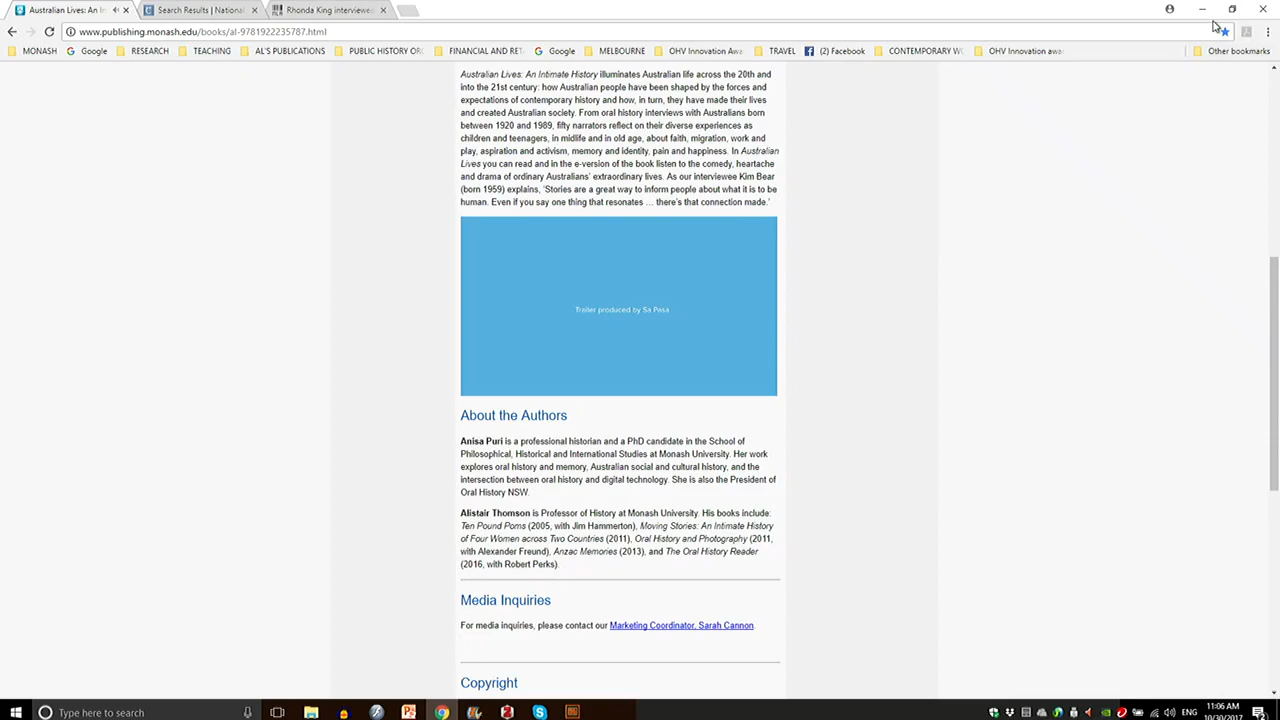 Australian Lives: An In
Search Results | National
Rhonda King interviewed
www.publishing.monash.edu/books/al-9781922235787.html
MONASH
Google
RESEARCH
TEACHING
AL'S PUBLICATIONS
PUBLIC HISTORY OR
FINANCIAL AND RET
Google
MELBOURNE
OHV Innovation Awa
TRAVEL
(2) Facebook
CONTEMPORARY WO
OHV Innovation awa
Other bookmarks
Australian Lives: An Intimate History illuminates Australian life across the 20th and
into the 21st century: how Australian people have been shaped by the forces and
expectations of contemporary history and how, in turn, they have made their lives
and created Australian society. From oral history interviews with Australians born
between 1920 and 1989, fifty narrators reflect on their diverse experiences as
children and teenagers, in midlife and in old age, about faith, migration, work and
play, aspiration and activism, memory and identity, pain and happiness. In Australian
Lives you can read and in the e-version of the book listen to the comedy, heartache
and drama of ordinary Australians' extraordinary lives. As our interviewee Kim Bear
(born 1959) explains, 'Stories are a great way to inform people about what it is to be
human. Even if you say one thing that resonates … there's that connection made.'
Trailer produced by Sa Pasa
About the Authors
Anisa Puri is a professional historian and a PhD candidate in the School of
Philosophical, Historical and International Studies at Monash University. Her work
explores oral history and memory, Australian social and cultural history, and the
intersection between oral history and digital technology. She is also the President of
Oral History NSW.
Alistair Thomson is Professor of History at Monash University. His books include:
Ten Pound Poms (2005, with Jim Hammerton), Moving Stories: An Intimate History
of Four Women across Two Countries (2011), Oral History and Photography (2011,
with Alexander Freund), Anzac Memories (2013), and The Oral History Reader
(2016, with Robert Perks).
Media Inquiries
For media inquiries, please contact our Marketing Coordinator, Sarah Cannon.
Copyright
Type here to search
11:06 AM
10/30/2017